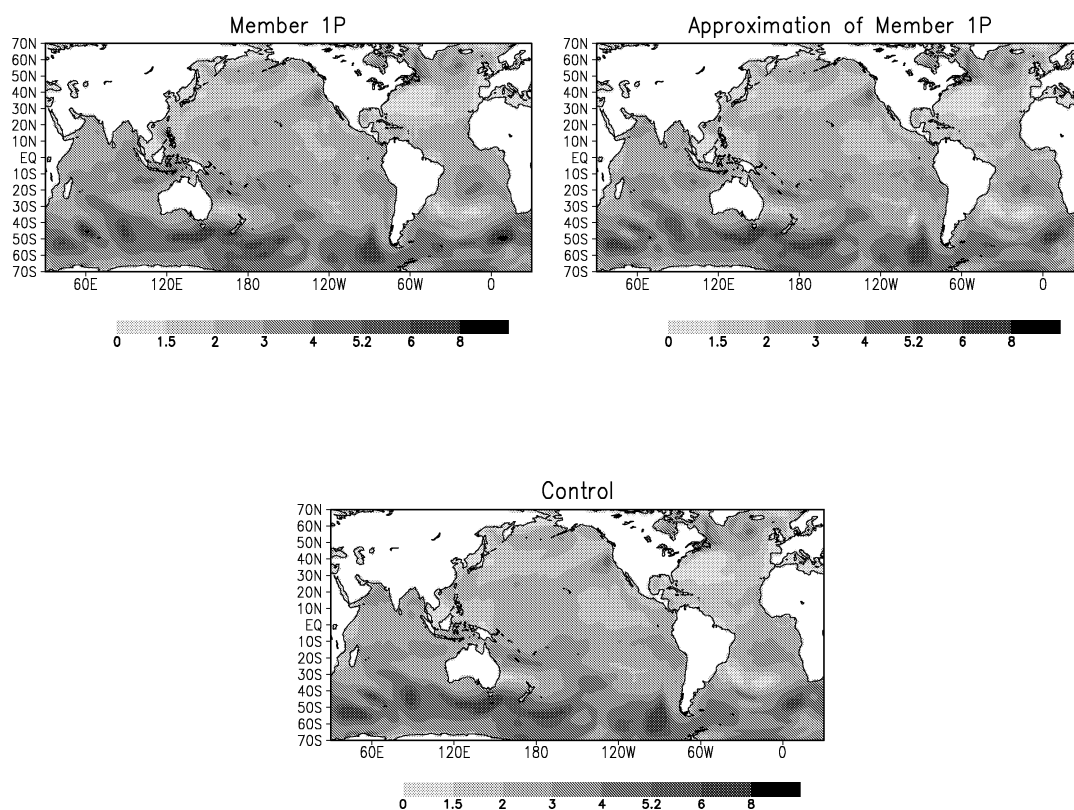 Member 1P
70N
60N
50N
40N
30N
20N
10N
EQ
10S
20S
30S
40S
50S
60S
70S
60E 120E 180 120W 60W 0
0 1.5 2 3 4 5.2 6 8
Approximation of Member 1P
70N
60N
50N
40N
30N
20N
10N
EQ
10S
20S
30S
40S
50S
60S
70S
60E 120E 180 120W 60W 0
0 1.5 2 3 4 5.2 6 8
Control
70N
60N
50N
40N
30N
20N
10N
EQ
10S
20S
30S
40S
50S
60S
70S
60E 120E 180 120W 60W 0
0 1.5 2 3 4 5.2 6 8